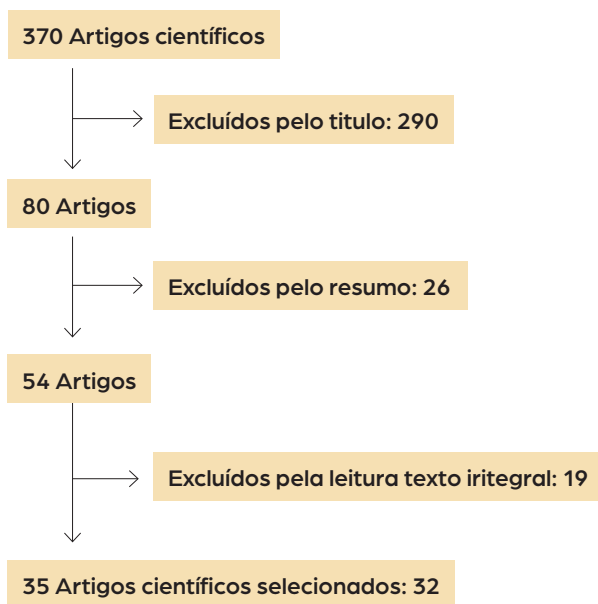 370 Artigos científicos
Excluídos pelo titulo: 290
80 Artigos
Excluídos pelo resumo: 26
54 Artigos
Excluídos pela leitura texto iritegral: 19
35 Artigos científicos selecionados: 32